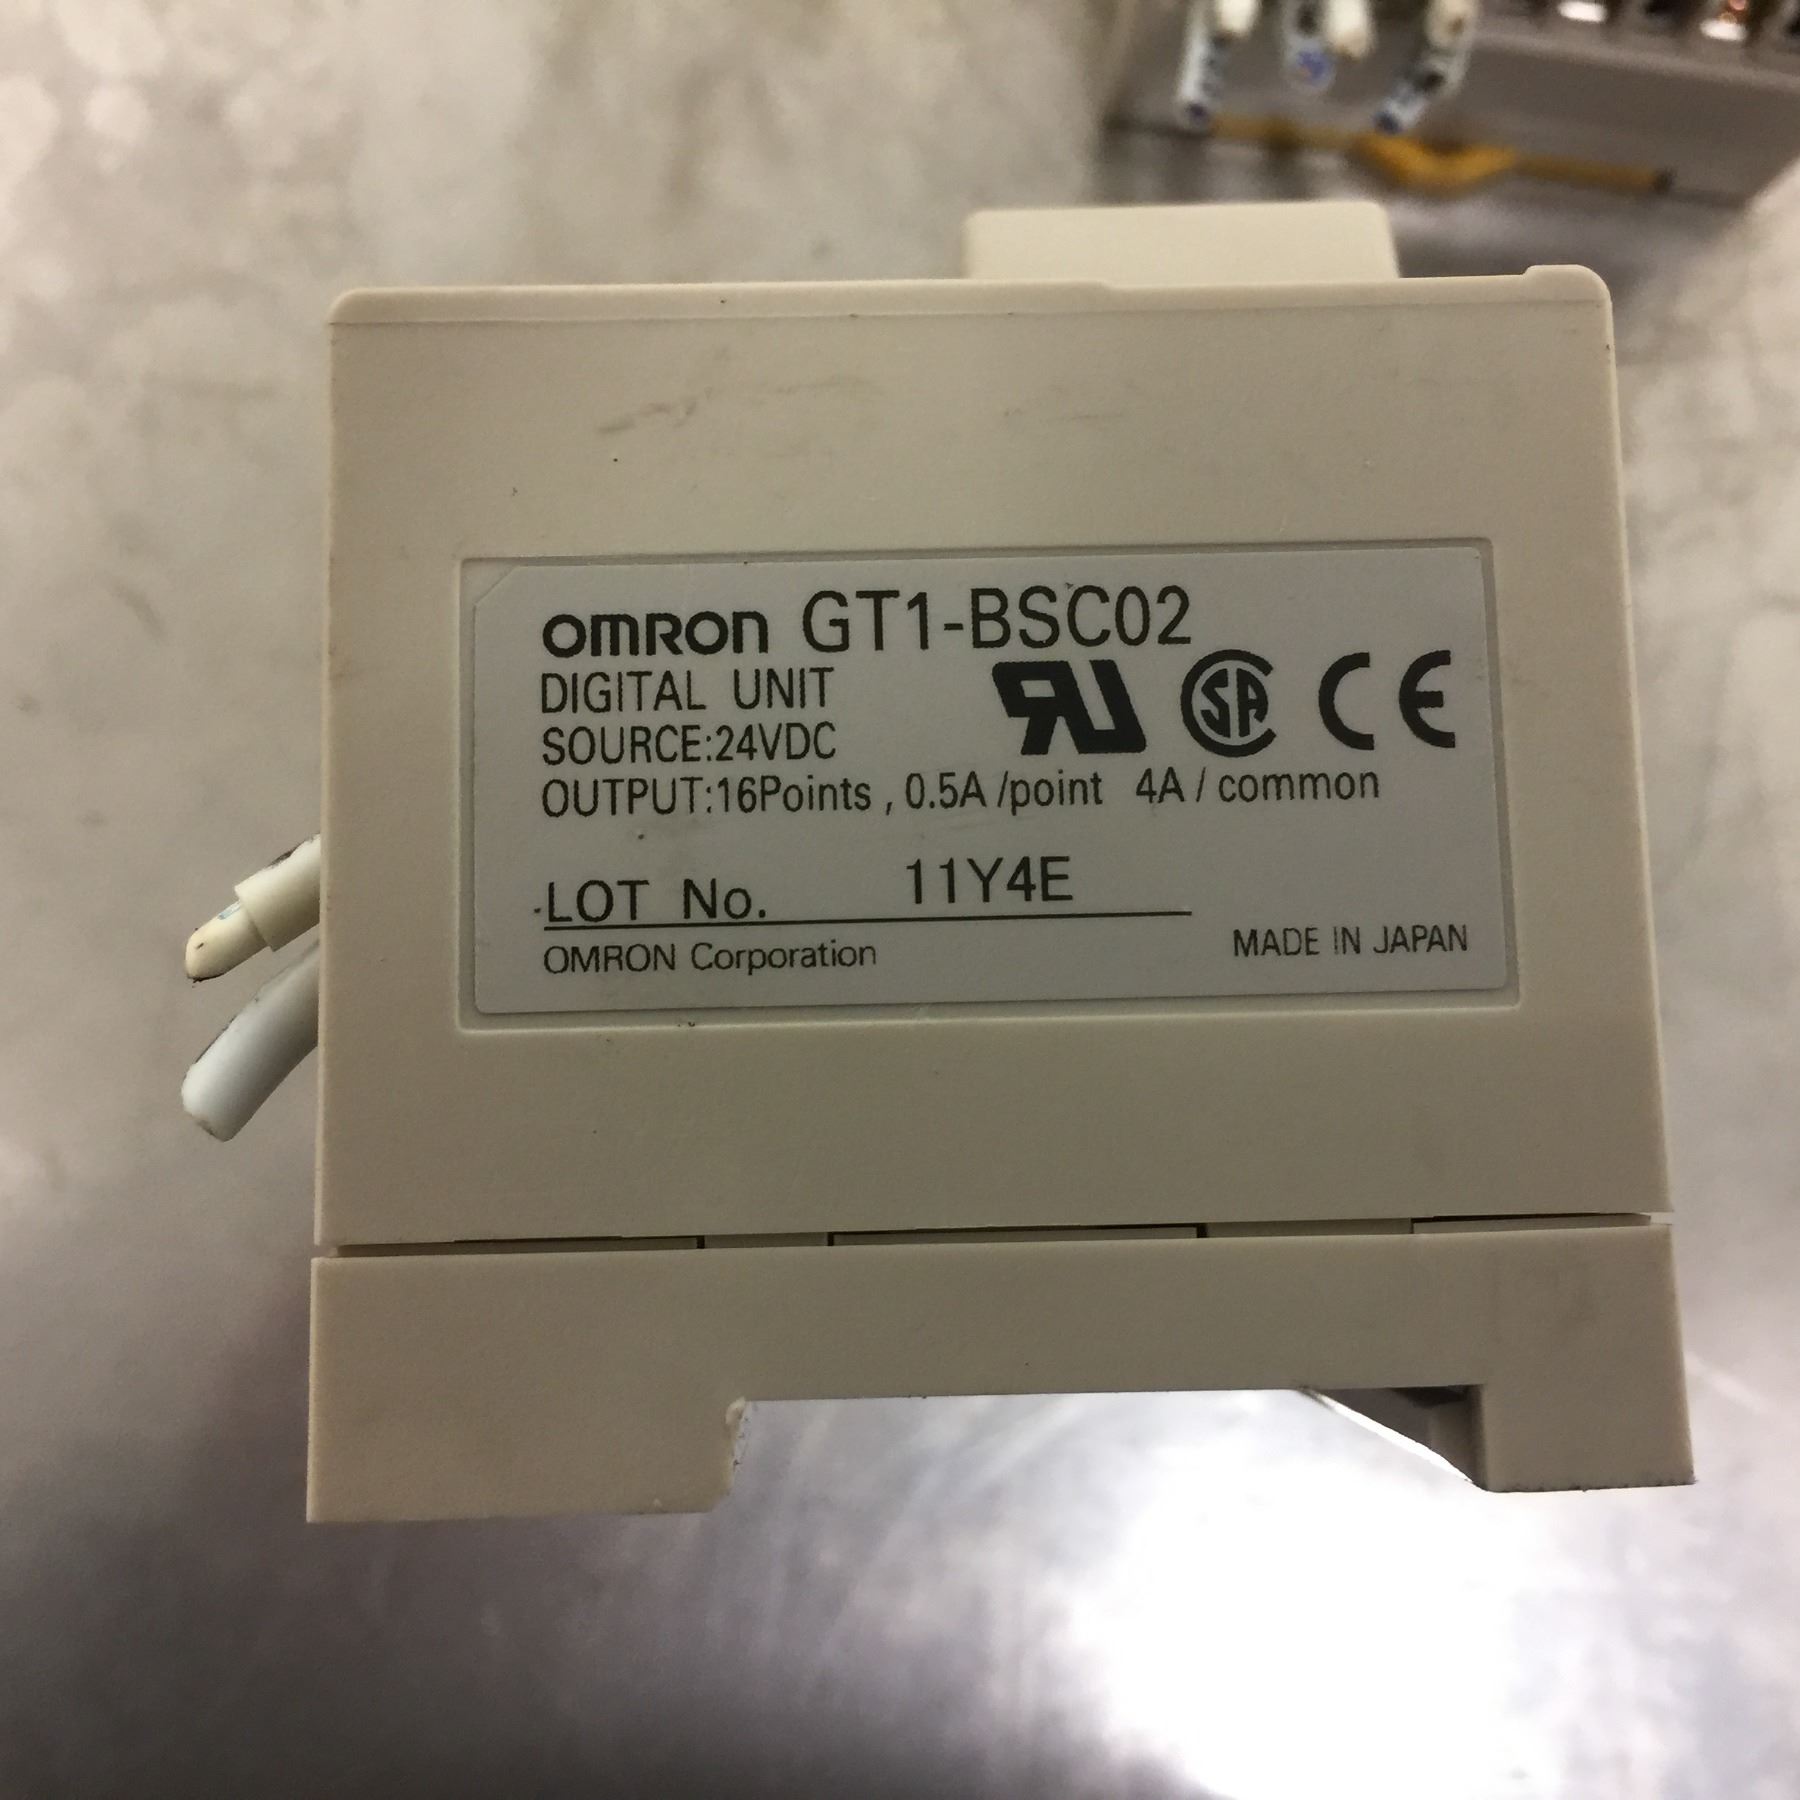 omron GT1-BSC02
DIGITAL UNIT
SOURCE:24VDC
OUTPUT:16Points , 0.5A /point 4A / common
LOT No. 11Y4E
OMRON Corporation
MADE IN JAPAN